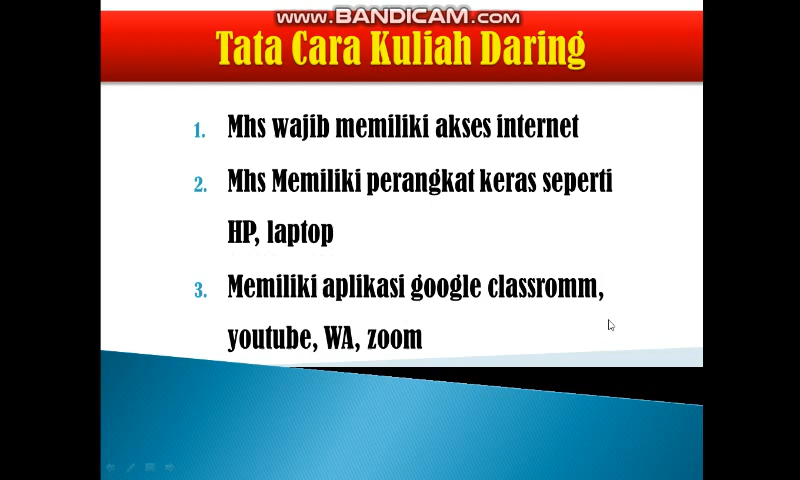 WWW.BANDICAM.COM
Tata Cara Kuliah Daring
1. Mhs wajib memiliki akses internet
2. Mhs Memiliki perangkat keras seperti
HP, laptop
3. Memiliki aplikasi google classromm,
youtube, WA, zoom